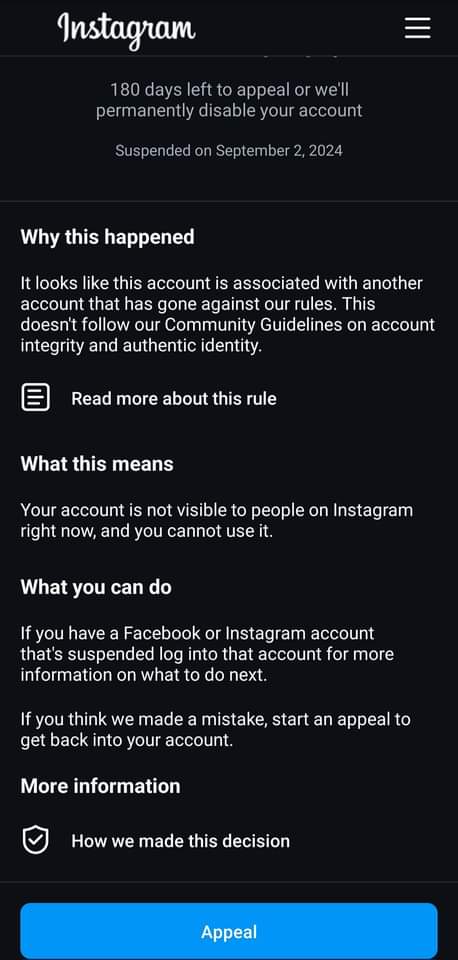 Instagram
180 days left to appeal or we'll
permanently disable your account
Suspended on September 2, 2024
Why this happened
It looks like this account is associated with another
account that has gone against our rules. This
doesn't follow our Community Guidelines on account
integrity and authentic identity.
Read more about this rule
What this means
Your account is not visible to people on Instagram
right now, and you cannot use it.
What you can do
If you have a Facebook or Instagram account
that's suspended log into that account for more
information on what to do next.
If you think we made a mistake, start an appeal to
get back into your account.
More information
How we made this decision
Appeal